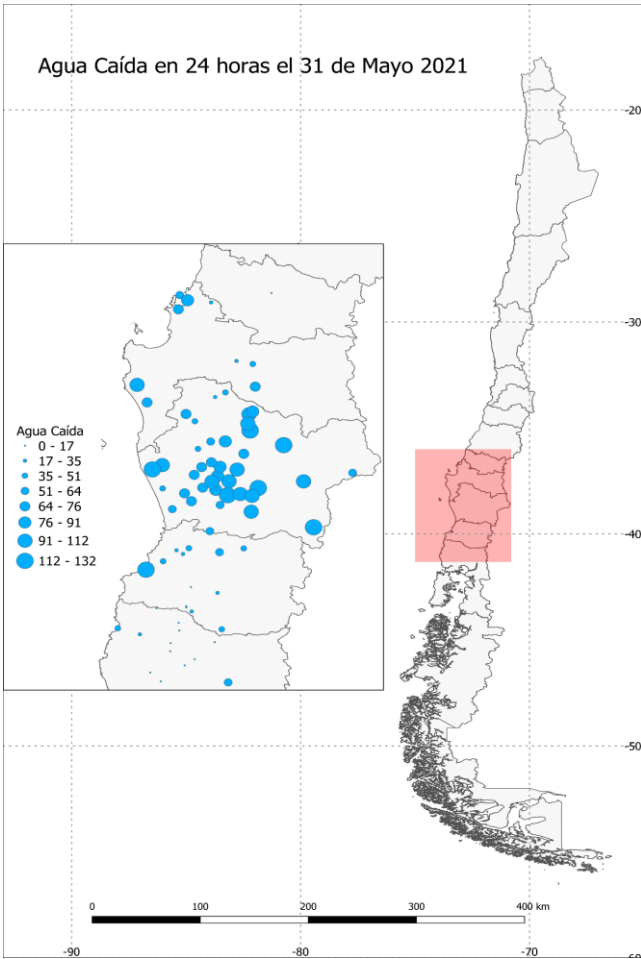 Agua Caída en 24 horas el 31 de Mayo 2021
-20
-30
Agua Caída
0 - 17
17 - 35
35 - 51
51 - 64
64 - 76
76 - 91
91 - 112
112 - 132
-40
-50
0 100 200 300 400 km
-90 -80 -70 -60